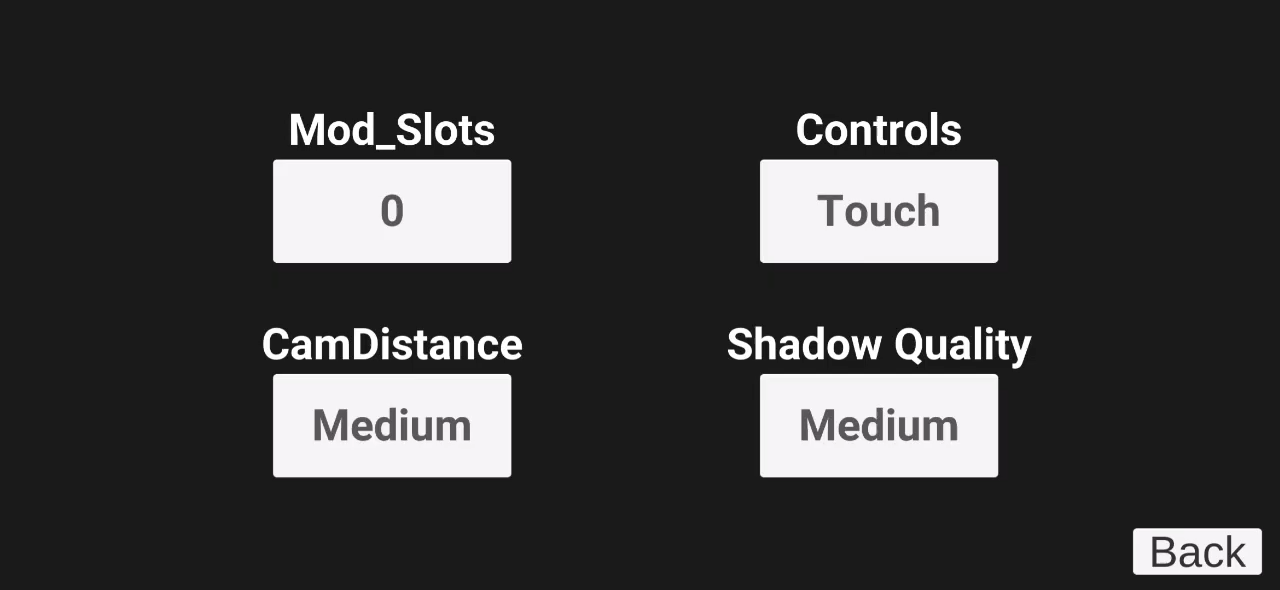 Mod_Slots
0
Controls
Touch
CamDistance
Medium
Shadow Quality
Medium
Back